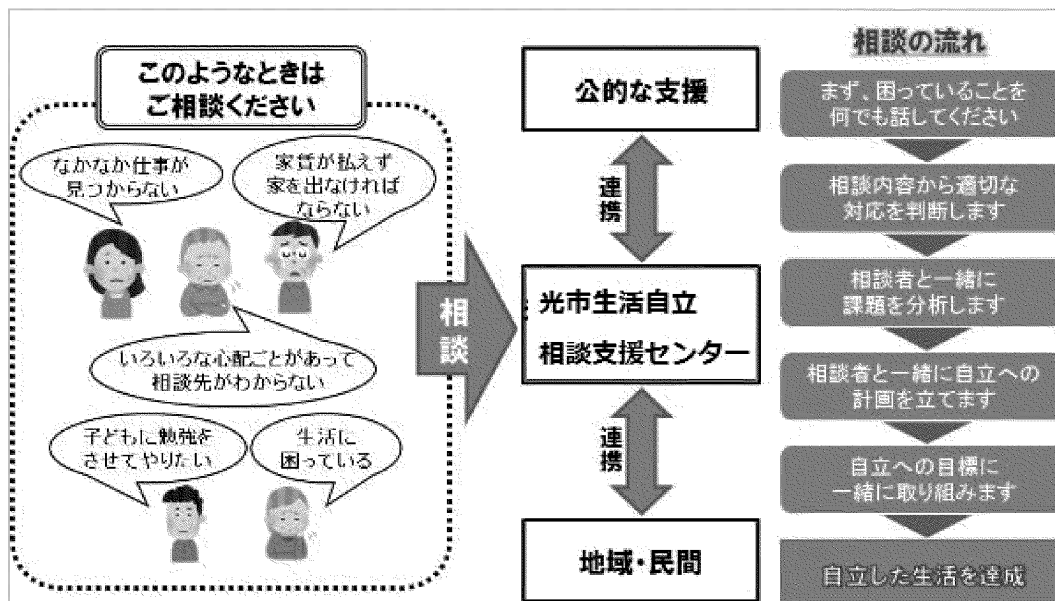 このようなときは
ご相談ください
なかなか仕事が
見つからない
家賃が払えず
家を出なければ
ならない
いろいろな心配ごとがあって
相談先がわからない
子どもに勉強を
させてやりたい
生活に
困っている
相談
公的な支援
連携
光市生活自立
相談支援センター
連携
地域・民間
相談の流れ
まず、困っていることを
何でも話してください
相談内容から適切な
対応を判断します
相談者と一緒に
課題を分析します
相談者と一緒に自立への
計画を立てます
自立への目標に
一緒に取り組みます
自立した生活を達成